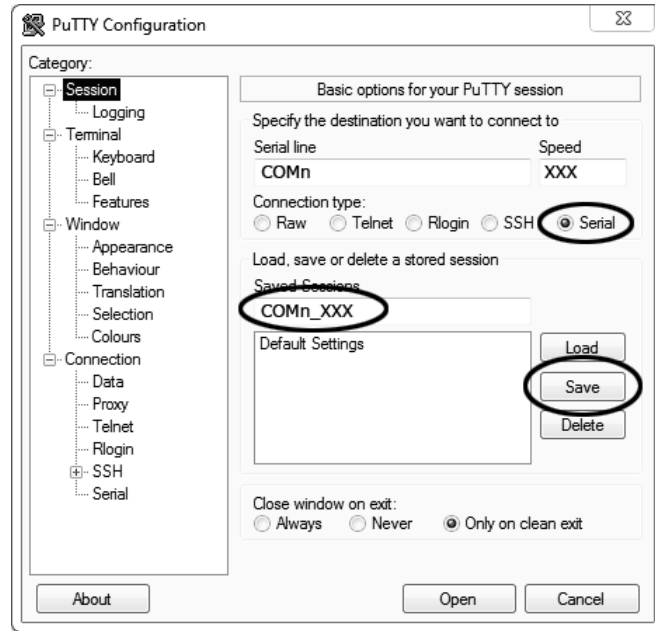 PuTTY Configuration
Category:
Session
Logging
Terminal
Keyboard
Bell
Features
Window
Appearance
Behaviour
Translation
Selection
Colours
Connection
Data
Proxy
Telnet
Rlogin
SSH
Serial
Basic options for your PuTTY session
Specify the destination you want to connect to
Serial line Speed
COMn XXX
Connection type:
Raw Telnet Rlogin SSH Serial
Load, save or delete a stored session
Saved Sessions
COMn_XXX
Default Settings
Load
Save
Delete
Close window on exit:
Always Never Only on clean exit
About Open Cancel